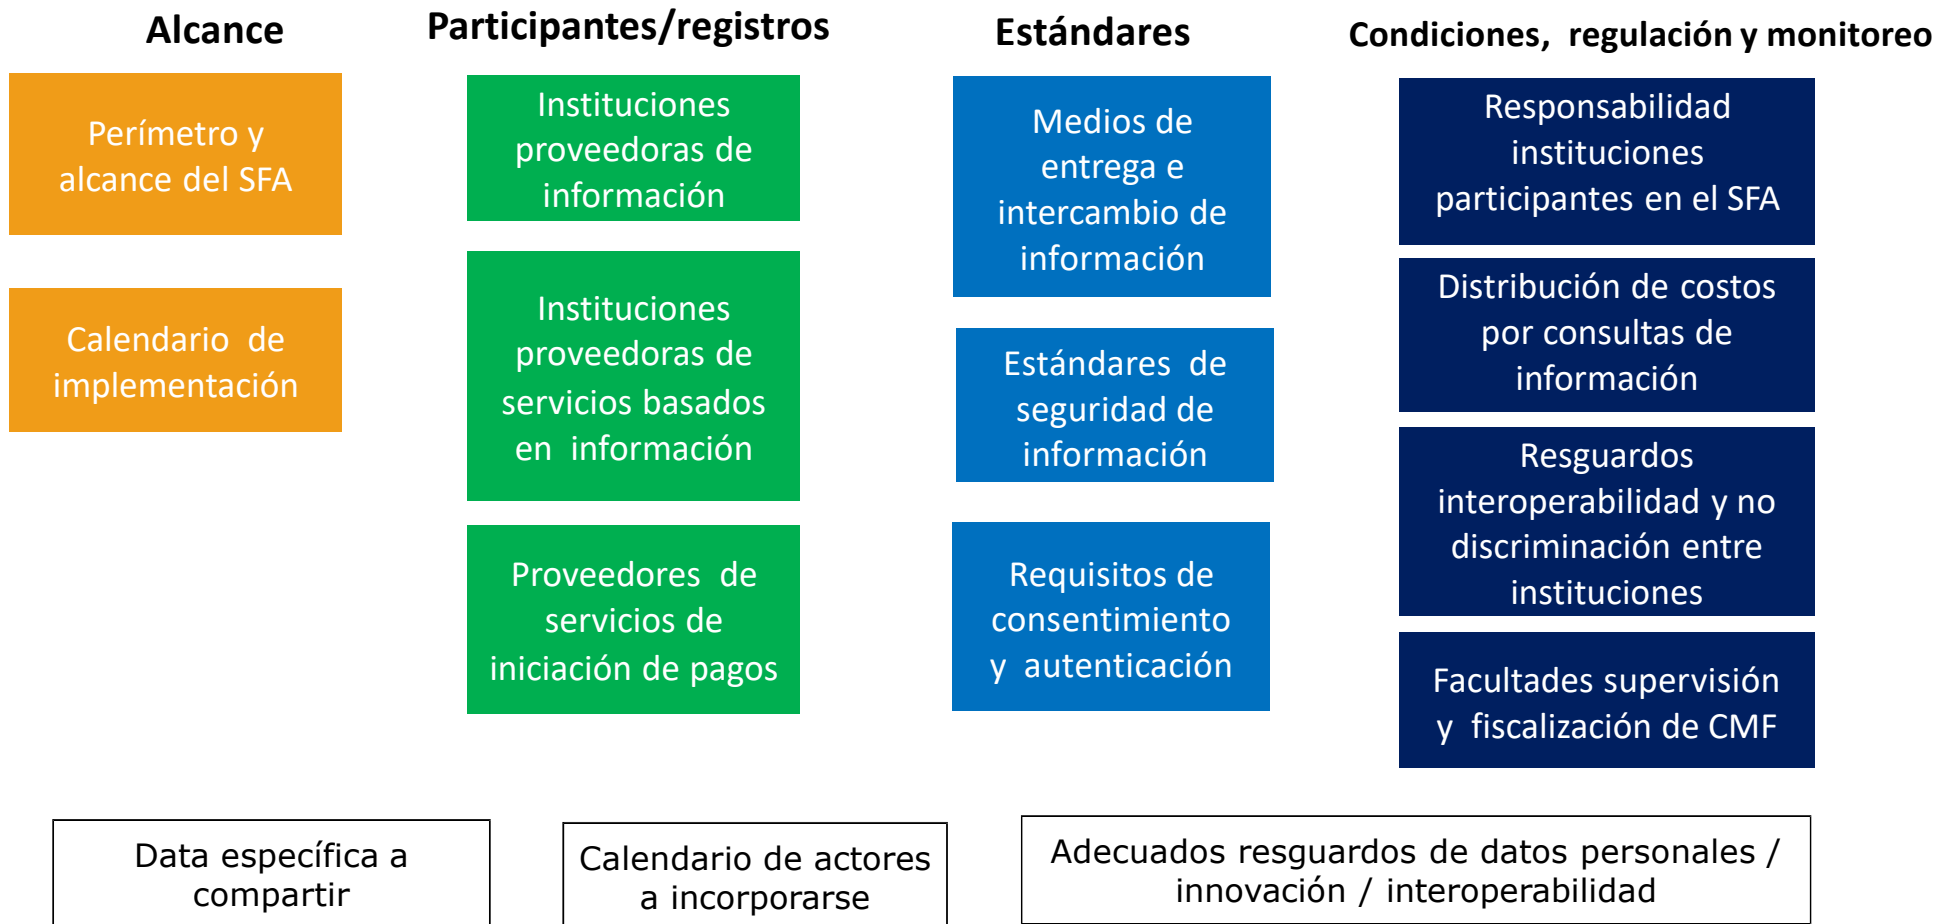 Alcance
Perímetro y
alcance del SFA
Calendario de
implementación
Participantes/registros
Instituciones
proveedoras de
información
Instituciones
proveedoras de
servicios basados
en información
Proveedores de
servicios de
iniciación de pagos
Estándares
Medios de
entrega e
intercambio de
información
Estándares de
seguridad de
información
Requisitos de
consentimiento
y autenticación
Condiciones, regulación y monitoreo
Responsabilidad
instituciones
participantes en el SFA
Distribución de costos
por consultas de
información
Resguardos
interoperabilidad y no
discriminación entre
instituciones
Facultades supervisión
y fiscalización de CMF
Data específica a
compartir
Calendario de actores
a incorporarse
Adecuados resguardos de datos personales /
innovación / interoperabilidad